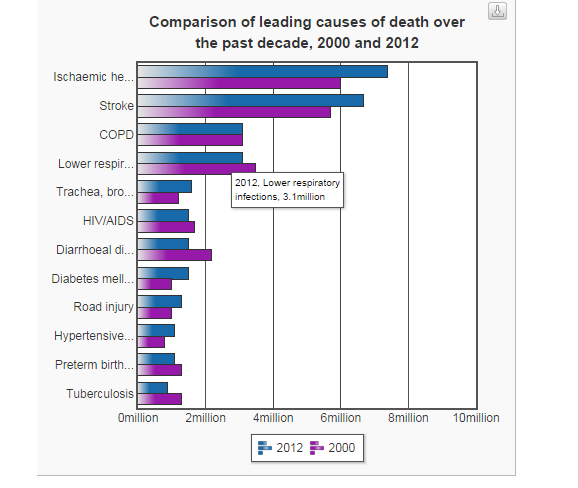 Comparison of leading causes of death over
the past decade, 2000 and 2012
Ischaemic he...
Stroke
COPD
Lower respir...
2012, Lower respiratory
infections, 3.1million
Trachea, bro...
HIV/AIDS
Diarrhoeal di...
Diabetes mell...
Road injury
Hypertensive...
Preterm birth...
Tuberculosis
0million 2million 4million 6million 8million 10million
2012 2000